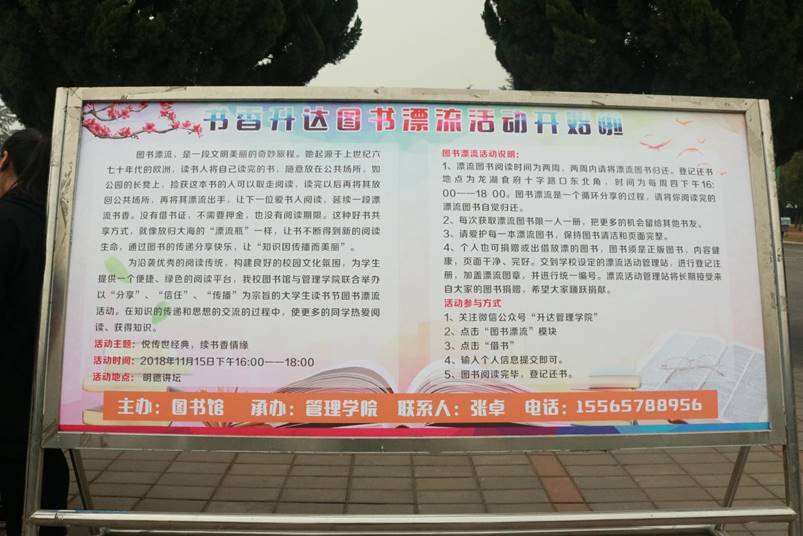 书香升达图书漂流活动开始啦
图书漂流，是一段文明美丽的奇妙旅程。她起源于上世纪六
七十年代的欧洲，读书人将自己读完的书，随意放在公共场所，如
公园的长凳上，捡获这本书的人可以取走阅读，读完以后再将其放
回公共场所，再将其漂流出手，让下一位爱书人阅读，延续一段漂
流书香。没有借书证，不需要押金，也没有阅读期限。这种好书共
享方式，就像放归大海的“漂流瓶”一样，让书不断得到新的阅读
生命，通过图书的传递分享快乐，让“知识因传播而美丽”。
为沿袭优秀的阅读传统，构建良好的校园文化氛围，为学生
提供一个便捷、绿色的阅读平台，我校图书馆与管理学院联合举办
以“分享”、“信任”、“传播”为宗旨的大学生读书节图书漂流
活动。在知识的传递和思想的交流的过程中，使更多的同学热爱阅
读、获得知识。
活动主题：悦传世经典，续书香情缘
活动时间：2018年11月15日下午16:00——18:00
活动地点：明德讲坛
图书漂流活动说明：
1、漂流图书阅读时间为两周，两周内请将漂流图书归还。登记还书
地点为龙湖食府十字路口东北角，时间为每周四下午16:
00——18 00。图书漂流是一个循环分享的过程，请将你阅读完的
漂流图书自觉归还。
2、每次获取漂流图书限一人一册，把更多的机会留给其他书友。
3、请爱护每一本漂流图书，保持图书清洁和页面完整。
4、个人也可捐赠或出借放漂的图书，图书须是正版图书，内容健
康，页面干净、完好。交到学校设定的漂流活动管理站，进行登记注
册，加盖漂流图章，并进行统一编号。漂流活动管理站将长期接受来
自大家的图书捐赠，希望大家踊跃捐献。
活动参与方式
1、关注微信公众号“升达管理学院”
2、点击“图书漂流”模块
3、点击“借书”
4、输入个人信息提交即可。
5、图书阅读完毕，登记还书。
主办：图书馆 承办：管理学院 联系人：张卓 电话：15565788956